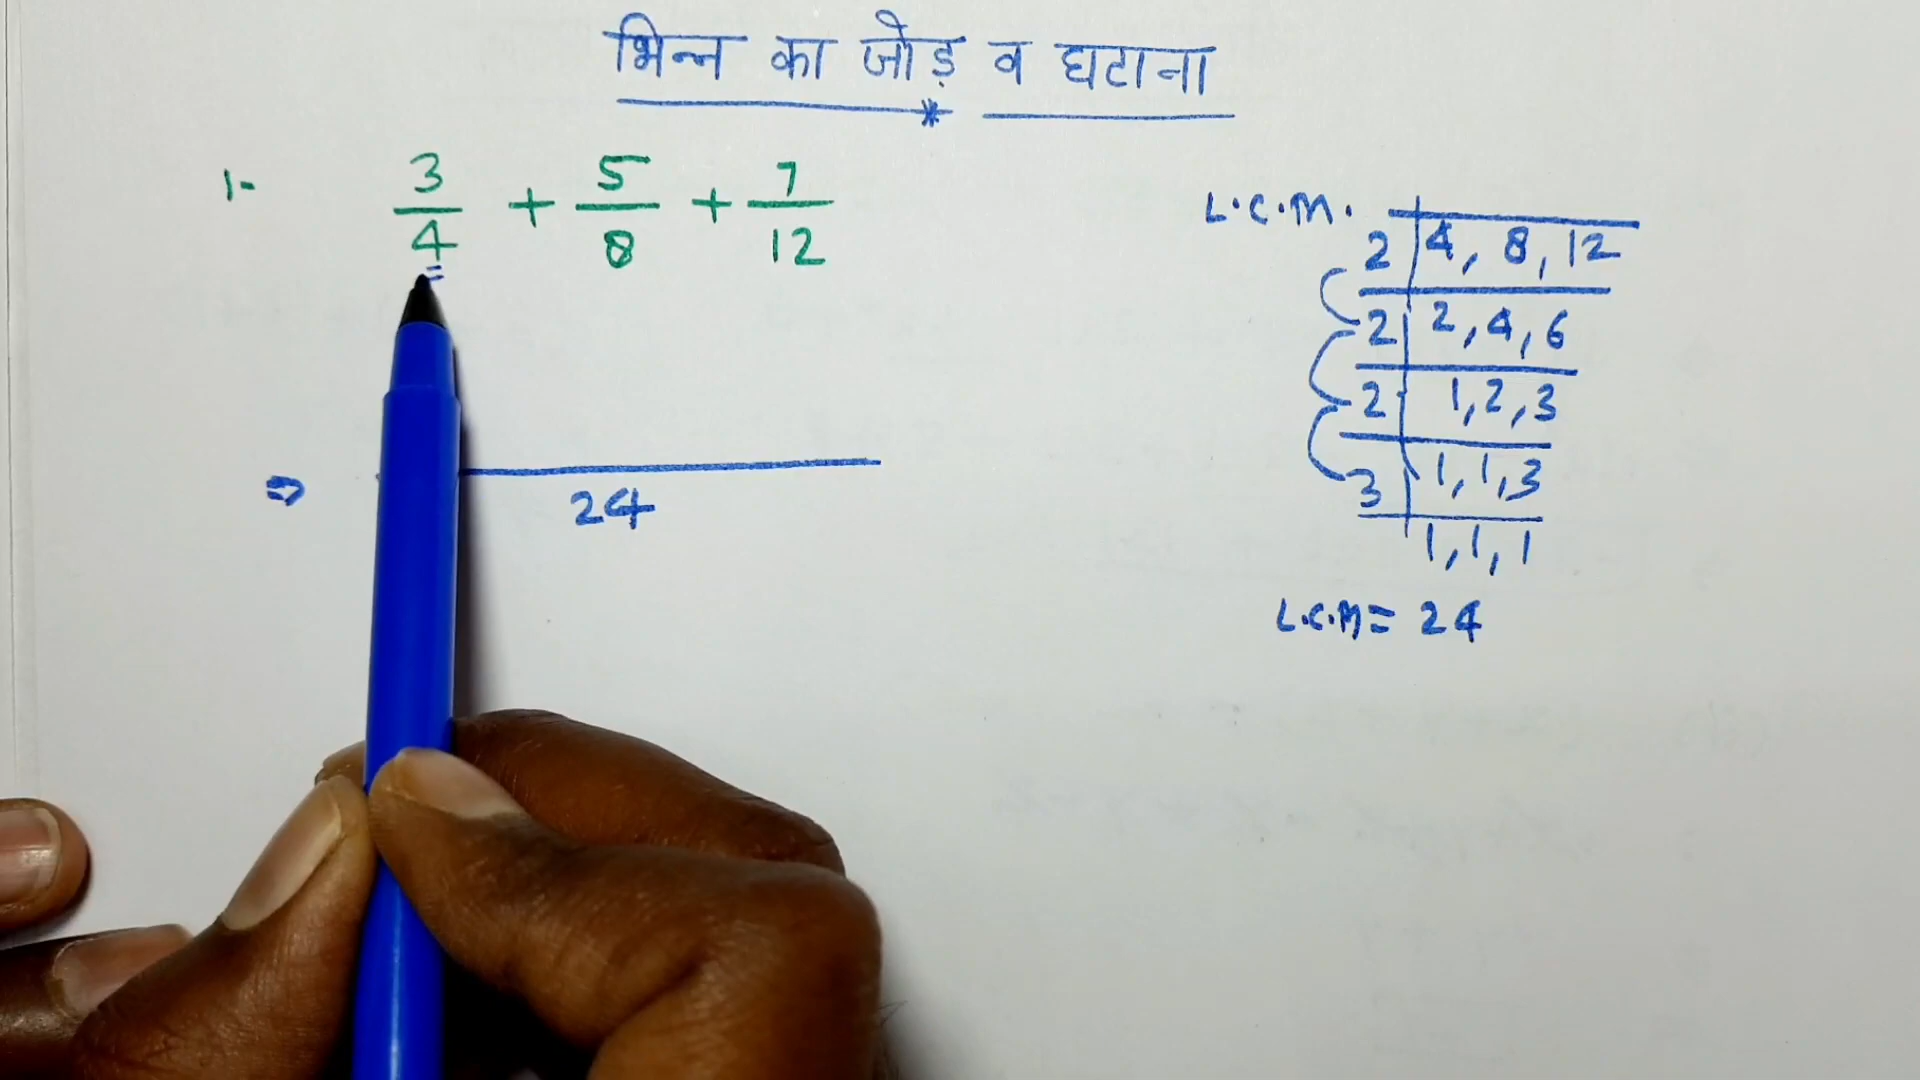 भिन्न का जोड़ व घटाना
1- 3/4 + 5/8 + 7/12
⇒ 24
L.C.M.
2 | 4, 8, 12
2 | 2, 4, 6
2 | 1, 2, 3
3 | 1, 1, 3
1, 1, 1
L.C.M = 24